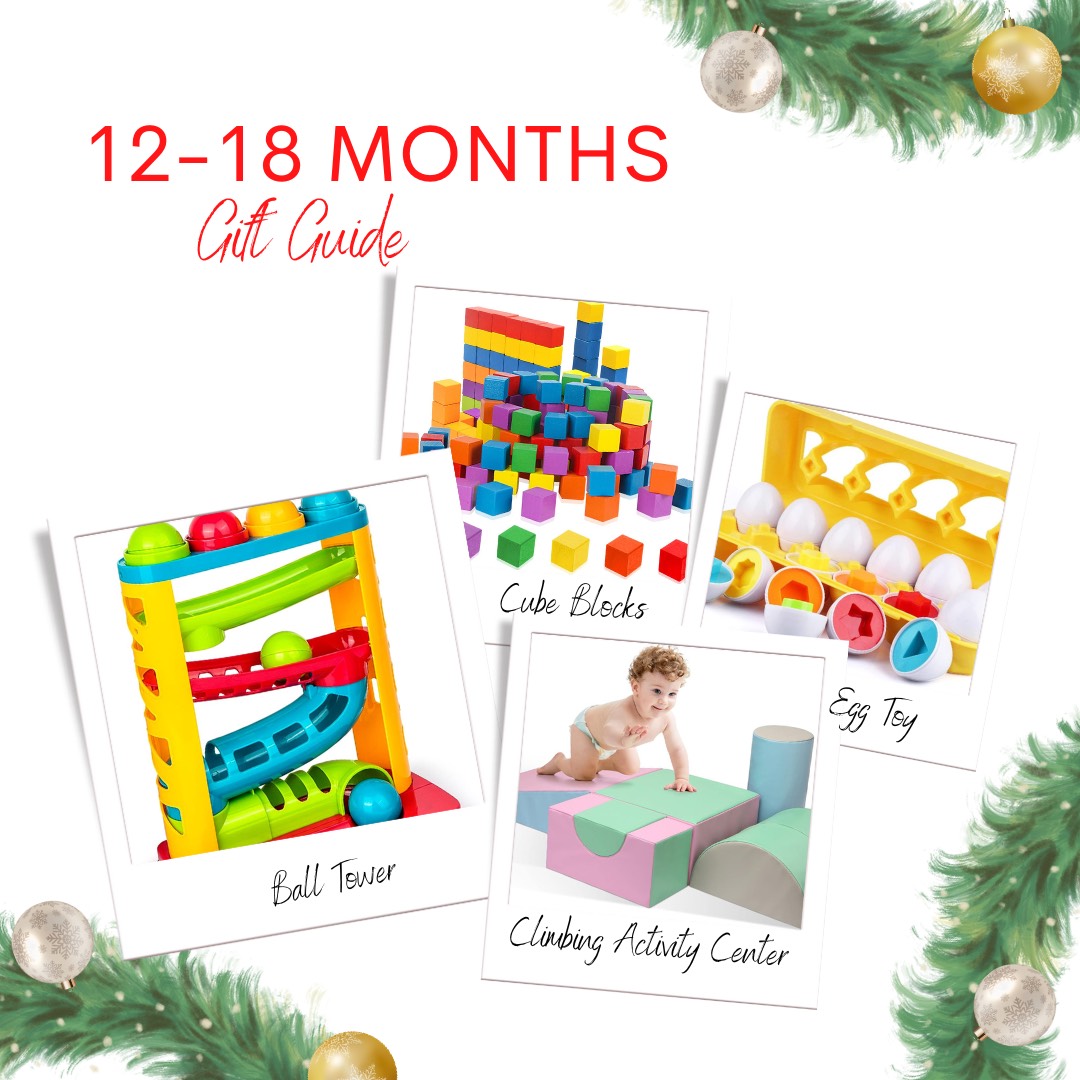 12-18 MONTHS
Gift Guide
Cube Blocks
Egg Toy
Ball Tower
Climbing Activity Center